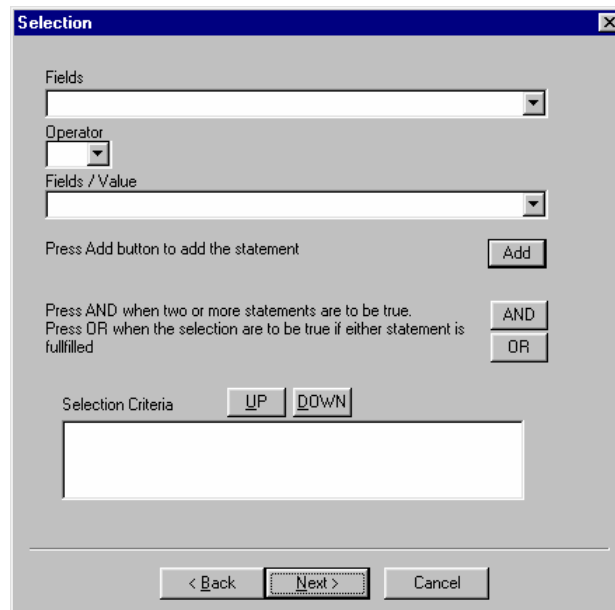 Selection
Fields
Operator
Fields / Value
Press Add button to add the statement
Add
Press AND when two or more statements are to be true.
Press OR when the selection are to be true if either statement is
fullfilled
AND
OR
Selection Criteria
UP
DOWN
< Back
Next >
Cancel